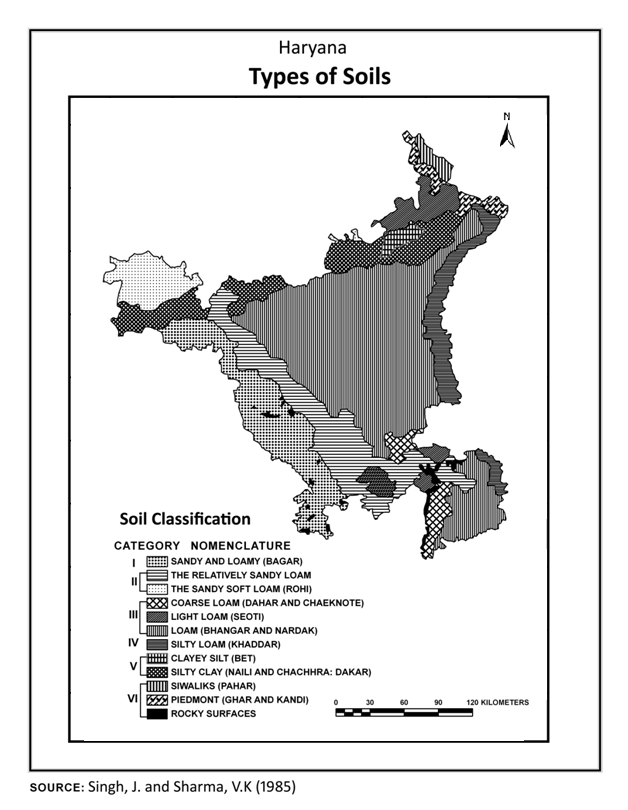 Haryana
Types of Soils
N
Soil Classification
CATEGORY NOMENCLATURE
I SANDY AND LOAMY (BAGAR)
II THE RELATIVELY SANDY LOAM
THE SANDY SOFT LOAM (ROHI)
III COARSE LOAM (DAHAR AND CHAEKNOTE)
LIGHT LOAM (SEOTI)
LOAM (BHANGAR AND NARDAK)
IV SILTY LOAM (KHADDAR)
V CLAYEY SILT (BET)
SILTY CLAY (NAILI AND CHACHHRA: DAKAR)
VI SIWALIKS (PAHAR)
PIEDMONT (GHAR AND KANDI)
ROCKY SURFACES
0 30 60 90 120 KILOMETERS
SOURCE: Singh, J. and Sharma, V.K (1985)